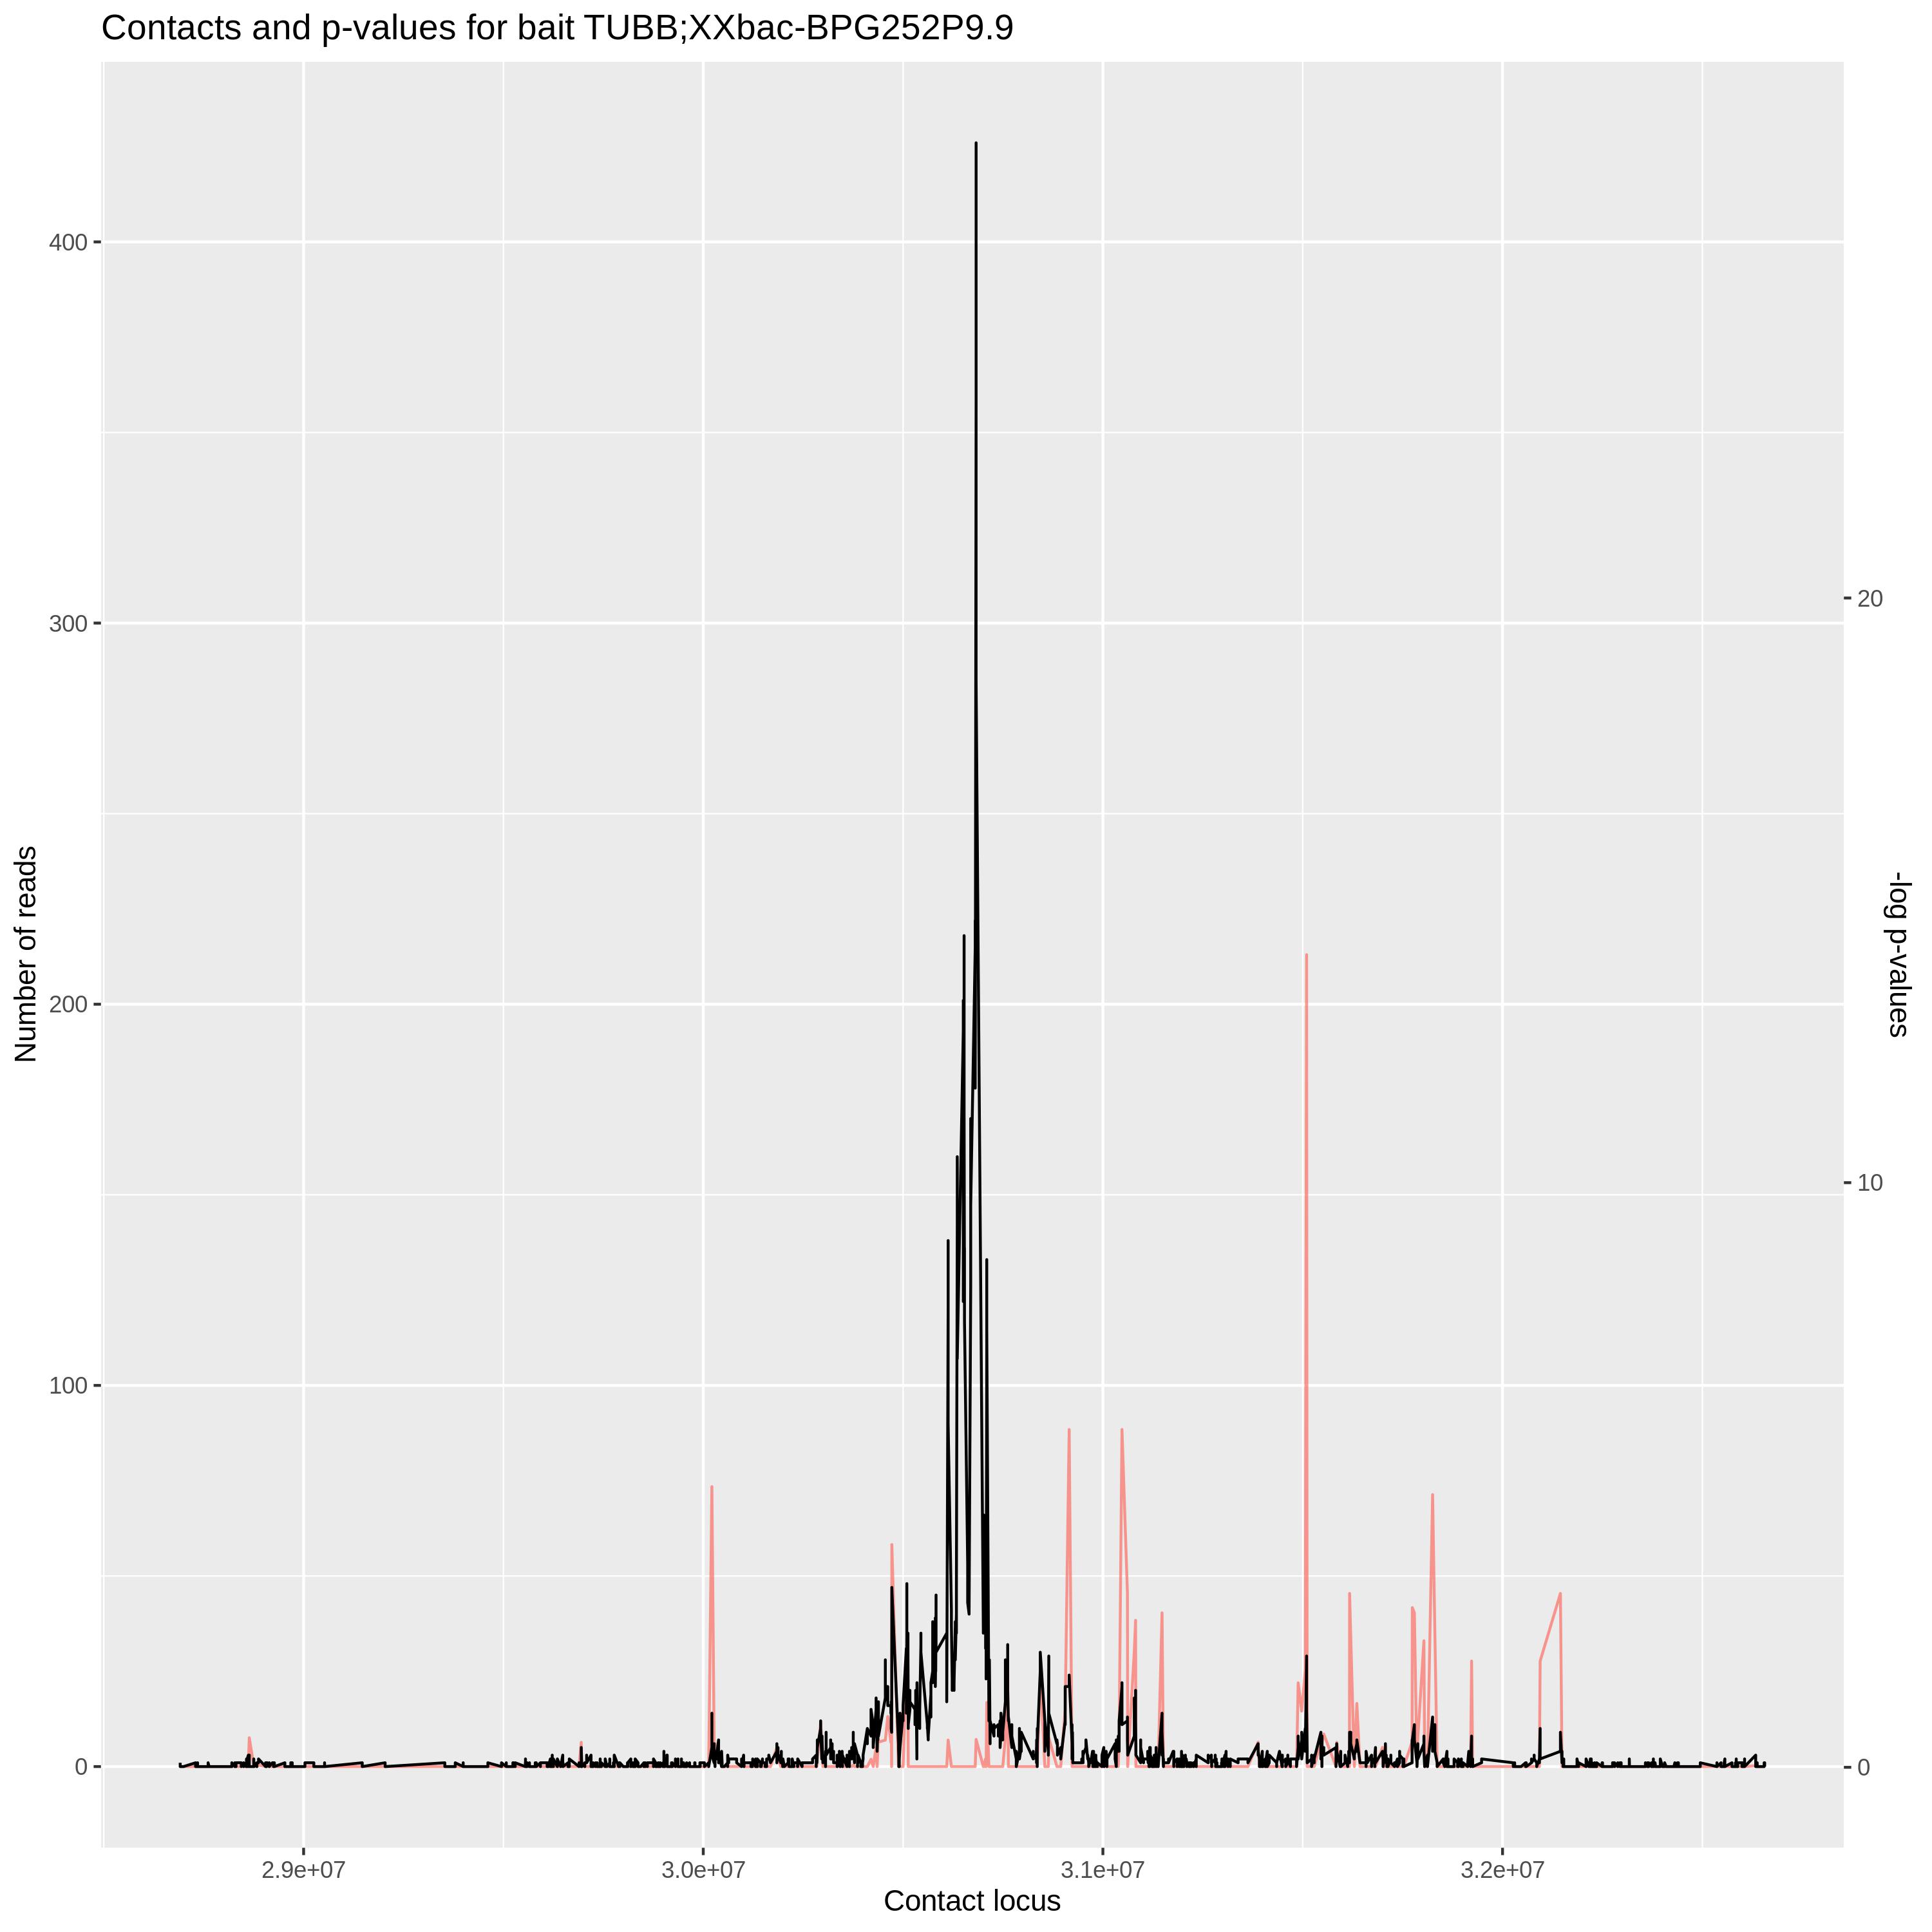 Contacts and p-values for bait TUBB;XXbac-BPG252P9.9
400
300
200
100
0
Number of reads
20
10
0
-log p-values
2.9e+07
3.0e+07
3.1e+07
3.2e+07
Contact locus